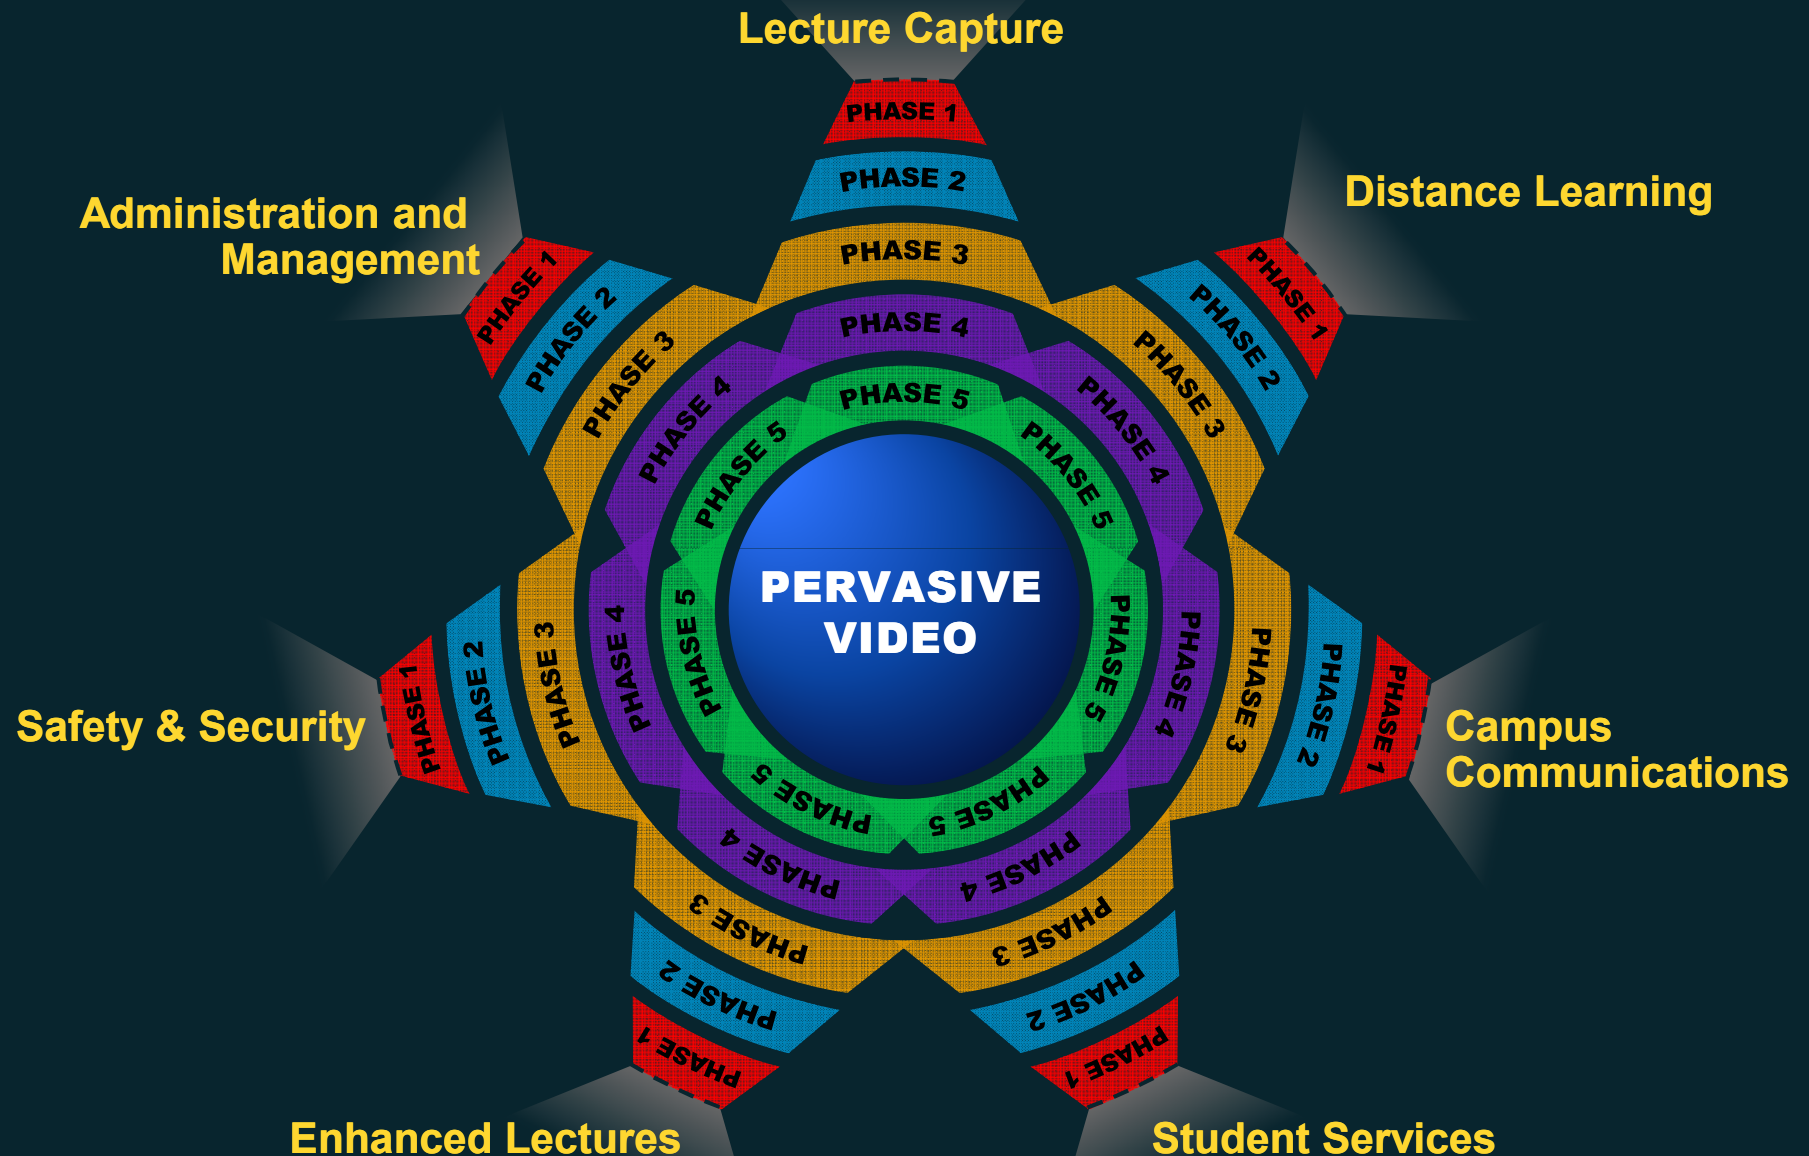 Lecture Capture
PHASE 1
PHASE 2
PHASE 3
PHASE 4
PHASE 5
Distance Learning
PHASE 1
PHASE 2
PHASE 3
PHASE 4
PHASE 5
Campus
Communications
PHASE 1
PHASE 2
PHASE 3
PHASE 4
PHASE 5
Student Services
PHASE 1
PHASE 2
PHASE 3
PHASE 4
PHASE 5
Enhanced Lectures
PHASE 1
PHASE 2
PHASE 3
PHASE 4
PHASE 5
Safety & Security
PHASE 1
PHASE 2
PHASE 3
PHASE 4
PHASE 5
Administration and
Management
PHASE 1
PHASE 2
PHASE 3
PHASE 4
PHASE 5
PERVASIVE
VIDEO